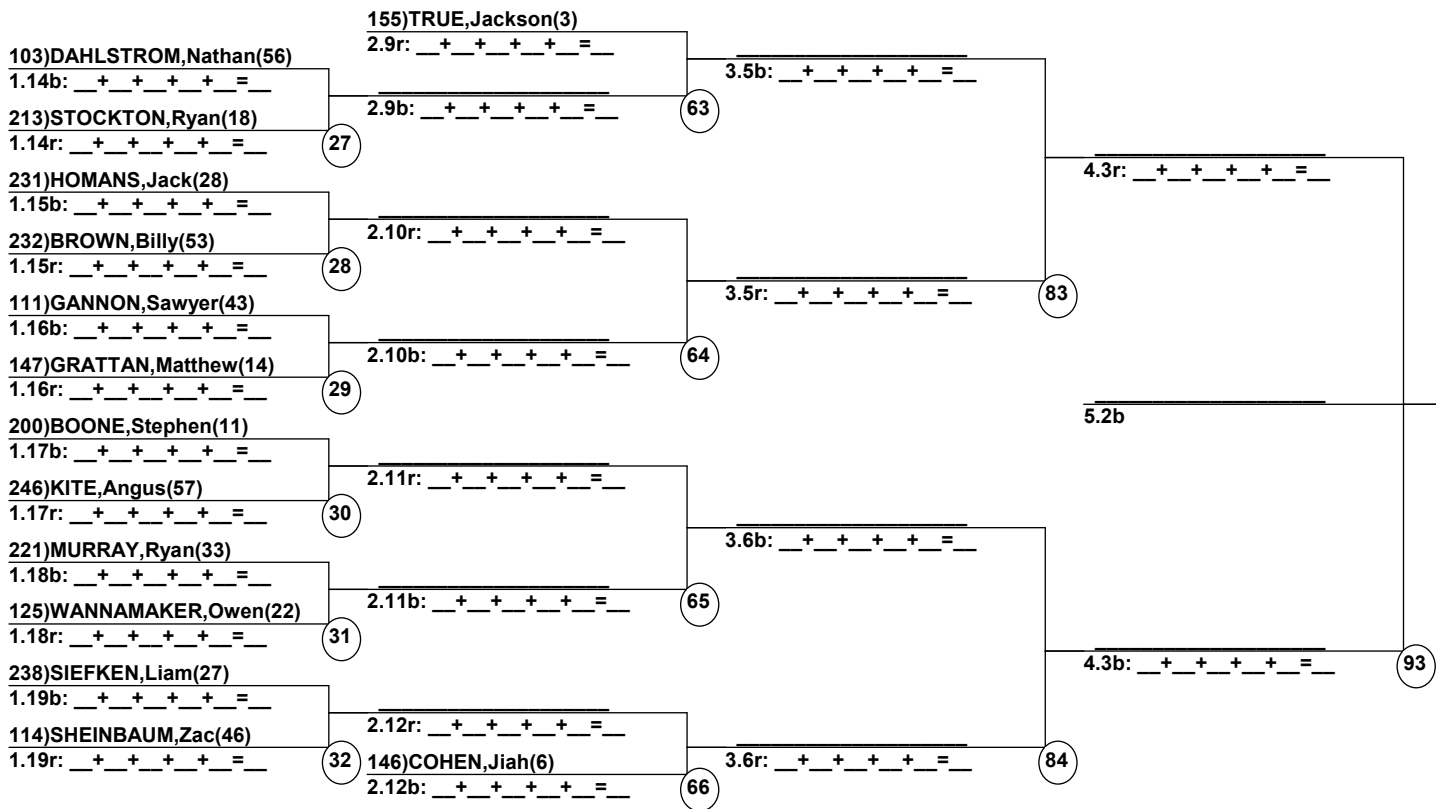 155)TRUE,Jackson(3)
2.9r: __+__+__+__+__=__
103)DAHLSTROM,Nathan(56)
1.14b: __+__+__+__+__=__
2.9b: __+__+__+__+__=__
63
213)STOCKTON,Ryan(18)
1.14r: __+__+__+__+__=__
27
3.5b: __+__+__+__+__=__
231)HOMANS,Jack(28)
1.15b: __+__+__+__+__=__
2.10r: __+__+__+__+__=__
232)BROWN,Billy(53)
1.15r: __+__+__+__+__=__
28
4.3r: __+__+__+__+__=__
3.5r: __+__+__+__+__=__
83
111)GANNON,Sawyer(43)
1.16b: __+__+__+__+__=__
2.10b: __+__+__+__+__=__
64
147)GRATTAN,Matthew(14)
1.16r: __+__+__+__+__=__
29
5.2b
200)BOONE,Stephen(11)
1.17b: __+__+__+__+__=__
2.11r: __+__+__+__+__=__
246)KITE,Angus(57)
1.17r: __+__+__+__+__=__
30
3.6b: __+__+__+__+__=__
221)MURRAY,Ryan(33)
1.18b: __+__+__+__+__=__
2.11b: __+__+__+__+__=__
65
125)WANNAMAKER,Owen(22)
1.18r: __+__+__+__+__=__
31
4.3b: __+__+__+__+__=__
93
238)SIEFKEN,Liam(27)
1.19b: __+__+__+__+__=__
2.12r: __+__+__+__+__=__
114)SHEINBAUM,Zac(46)
1.19r: __+__+__+__+__=__
32
146)COHEN,Jiah(6)
2.12b: __+__+__+__+__=__
66
3.6r: __+__+__+__+__=__
84